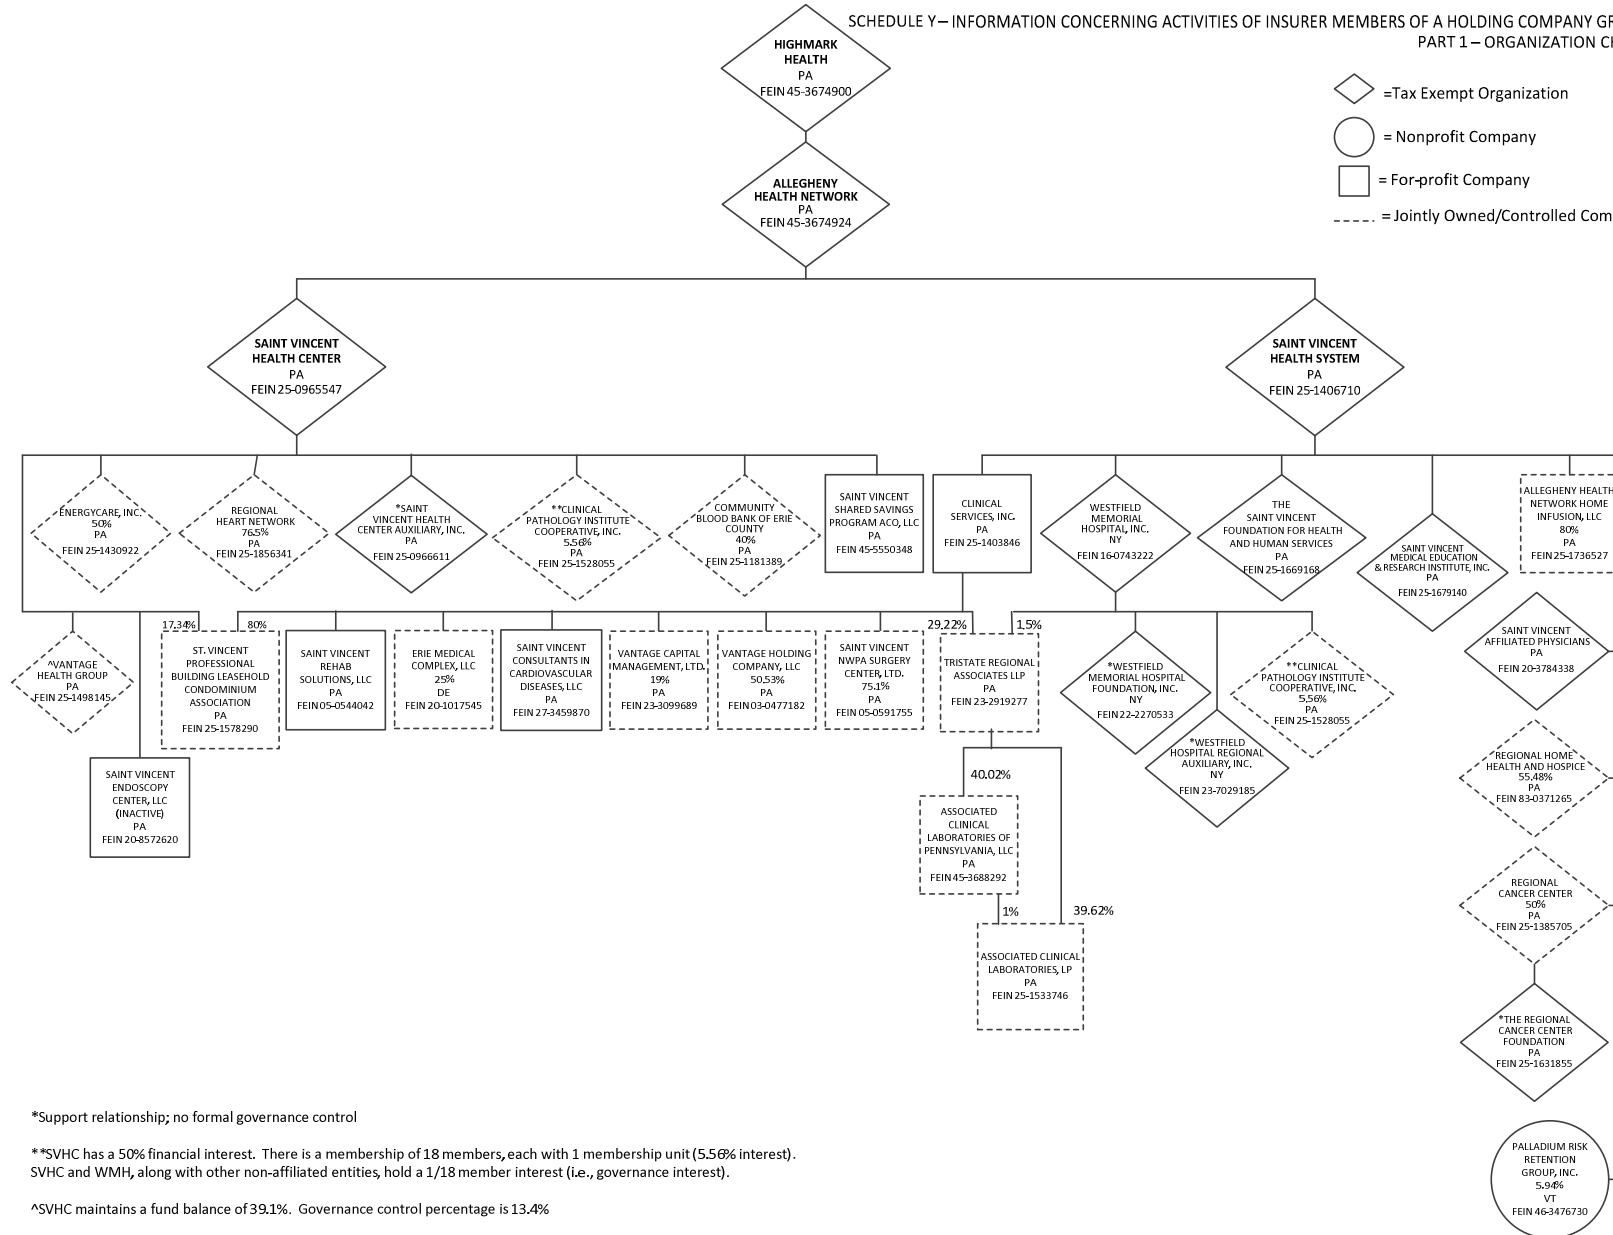 SCHEDULE Y – INFORMATION CONCERNING ACTIVITIES OF INSURER MEMBERS OF A HOLDING COMPANY GR
PART 1 – ORGANIZATION CH
HIGHMARK
HEALTH
PA
FEIN 45-3674900
=Tax Exempt Organization
= Nonprofit Company
= For-profit Company
= Jointly Owned/Controlled Com
ALLEGHENY
HEALTH NETWORK
PA
FEIN 45-3674924
SAINT VINCENT
HEALTH CENTER
PA
FEIN 25-0965547
SAINT VINCENT
HEALTH SYSTEM
PA
FEIN 25-1406710
ENERGYCARE, INC.
50%
PA
FEIN 25-1430922
REGIONAL
HEART NETWORK
76.5%
PA
FEIN 25-1856341
*SAINT
VINCENT HEALTH
CENTER AUXILIARY, INC.
PA
FEIN 25-0966611
**CLINICAL
PATHOLOGY INSTITUTE
COOPERATIVE, INC.
5.56%
PA
FEIN 25-1528055
COMMUNITY
BLOOD BANK OF ERIE
COUNTY
40%
PA
FEIN 25-1181389
SAINT VINCENT
SHARED SAVINGS
PROGRAM ACO, LLC
PA
FEIN 45-5550348
CLINICAL
SERVICES, INC.
PA
FEIN 25-1403846
WESTFIELD
MEMORIAL
HOSPITAL, INC.
NY
FEIN 16-0743222
THE
SAINT VINCENT
FOUNDATION FOR HEALTH
AND HUMAN SERVICES
PA
FEIN 25-1669168
SAINT VINCENT
MEDICAL EDUCATION
& RESEARCH INSTITUTE, INC.
PA
FEIN 25-1679140
ALLEGHENY HEALTH
NETWORK HOME
INFUSION, LLC
80%
PA
FEIN 25-1736527
^VANTAGE
HEALTH GROUP
PA
FEIN 25-1498145
17.34%
80%
ST. VINCENT
PROFESSIONAL
BUILDING LEASEHOLD
CONDOMINIUM
ASSOCIATION
PA
FEIN 25-1578290
SAINT VINCENT
REHAB
SOLUTIONS, LLC
PA
FEIN 05-0544042
ERIE MEDICAL
COMPLEX, LLC
25%
DE
FEIN 20-1017545
SAINT VINCENT
CONSULTANTS IN
CARDIOVASCULAR
DISEASES, LLC
PA
FEIN 27-3459870
VANTAGE CAPITAL
MANAGEMENT, LTD.
19%
PA
FEIN 23-3099689
VANTAGE HOLDING
COMPANY, LLC
50.53%
PA
FEIN 03-0477182
SAINT VINCENT
NWPA SURGERY
CENTER, LTD.
75.1%
PA
FEIN 05-0591755
29.22%
1.5%
TRISTATE REGIONAL
ASSOCIATES LLP
PA
FEIN 23-2919277
*WESTFIELD
MEMORIAL HOSPITAL
FOUNDATION, INC.
NY
FEIN 22-2270533
*WESTFIELD
HOSPITAL REGIONAL
AUXILIARY, INC.
NY
FEIN 23-7029185
**CLINICAL
PATHOLOGY INSTITUTE
COOPERATIVE, INC.
5.56%
PA
FEIN 25-1528055
SAINT VINCENT
AFFILIATED PHYSICIANS
PA
FEIN 20-3784338
SAINT VINCENT
ENDOSCOPY
CENTER, LLC
(INACTIVE)
PA
FEIN 20-8572620
40.02%
ASSOCIATED
CLINICAL
LABORATORIES OF
PENNSYLVANIA, LLC
PA
FEIN 45-3688292
1%
39.62%
ASSOCIATED CLINICAL
LABORATORIES, LP
PA
FEIN 25-1533746
REGIONAL HOME
HEALTH AND HOSPICE
55.48%
PA
FEIN 83-0371265
REGIONAL
CANCER CENTER
50%
PA
FEIN 25-1385705
*THE REGIONAL
CANCER CENTER
FOUNDATION
PA
FEIN 25-1631855
PALLADIUM RISK
RETENTION
GROUP, INC.
5.94%
VT
FEIN 46-3476730
*Support relationship; no formal governance control
**SVHC has a 50% financial interest. There is a membership of 18 members, each with 1 membership unit (5.56% interest).
SVHC and WMH, along with other non-affiliated entities, hold a 1/18 member interest (i.e., governance interest).
^SVHC maintains a fund balance of 39.1%. Governance control percentage is 13.4%